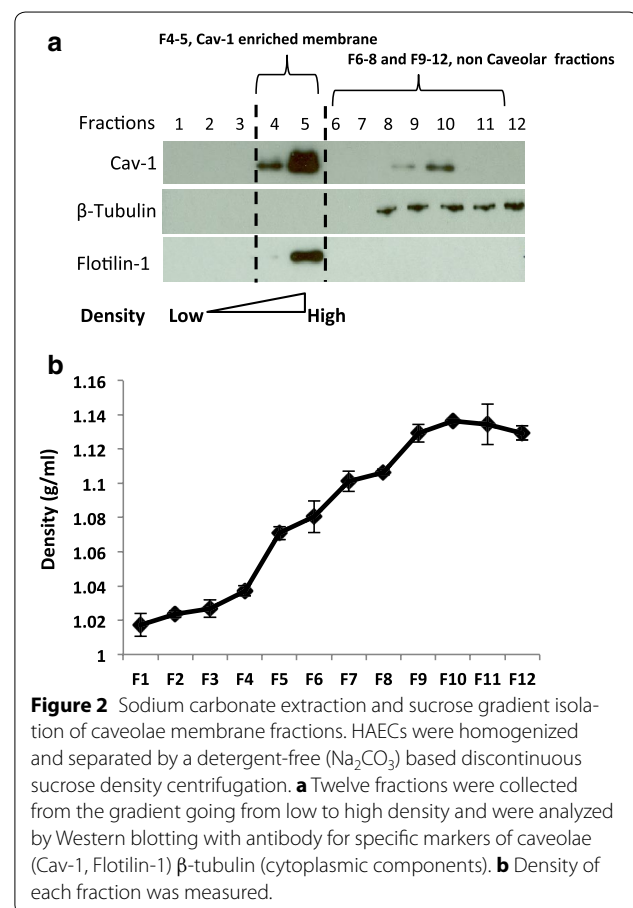 a
F4-5, Cav-1 enriched membrane
F6-8 and F9-12, non Caveolar fractions
Fractions 1 2 3 4 5 6 7 8 9 10 11 12
Cav-1
β-Tubulin
Flotilin-1
Density Low High
b
Density (g/ml)
1.16
1.14
1.12
1.1
1.08
1.06
1.04
1.02
1
F1 F2 F3 F4 F5 F6 F7 F8 F9 F10 F11 F12
Figure 2 Sodium carbonate extraction and sucrose gradient isola-
tion of caveolae membrane fractions. HAECs were homogenized
and separated by a detergent-free (Na₂CO₃) based discontinuous
sucrose density centrifugation. a Twelve fractions were collected
from the gradient going from low to high density and were analyzed
by Western blotting with antibody for specific markers of caveolae
(Cav-1, Flotilin-1) β-tubulin (cytoplasmic components). b Density of
each fraction was measured.